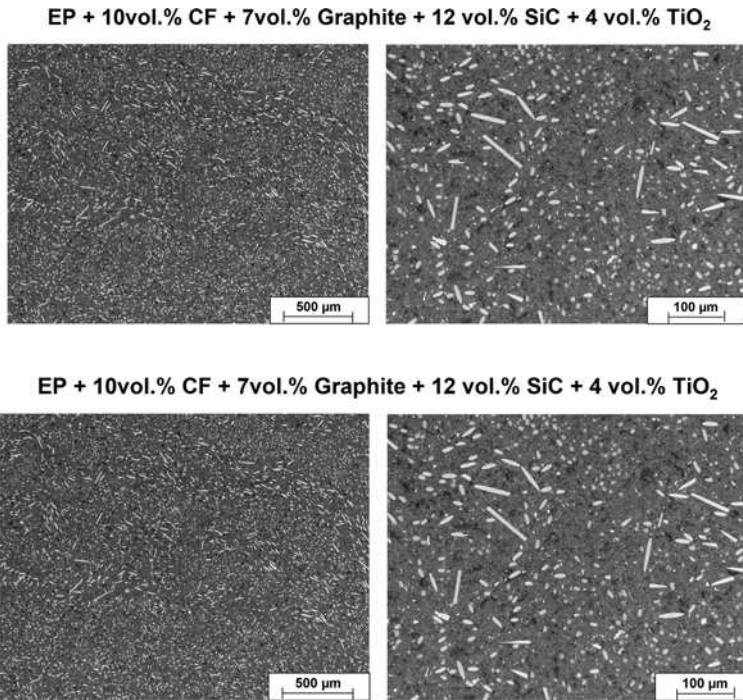 EP + 10vol.% CF + 7vol.% Graphite + 12 vol.% SiC + 4 vol.% TiO₂
500 µm
100 µm
EP + 10vol.% CF + 7vol.% Graphite + 12 vol.% SiC + 4 vol.% TiO₂
500 µm
100 µm